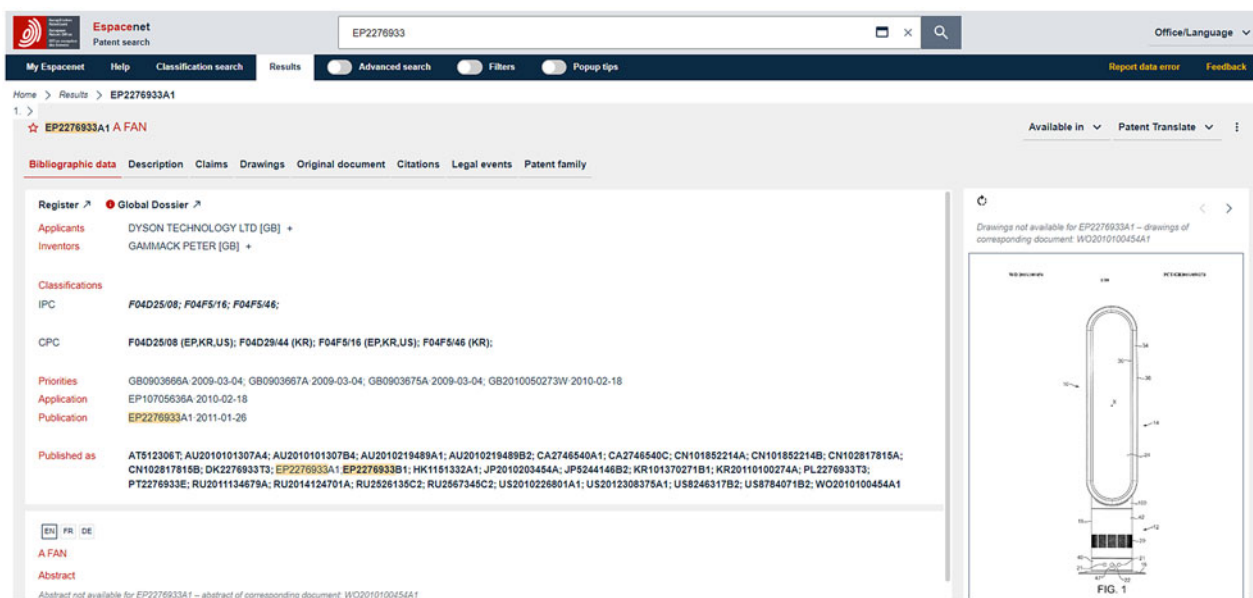 Espacenet
Patent search
EP2276933
Office/Language
My Espacenet Help Classification search Results Advanced search Filters Popup tips Report data error Feedback
Home > Results > EP2276933A1
1. >
EP2276933A1 A FAN
Available in Patent Translate
Bibliographic data Description Claims Drawings Original document Citations Legal events Patent family
Register Global Dossier
Applicants DYSON TECHNOLOGY LTD [GB] +
Inventors GAMMACK PETER [GB] +
Classifications
IPC F04D25/08; F04F5/16; F04F5/46;
CPC F04D25/08 (EP,KR,US); F04D29/44 (KR); F04F5/16 (EP,KR,US); F04F5/46 (KR);
Priorities GB0903666A·2009-03-04; GB0903667A·2009-03-04; GB0903675A·2009-03-04; GB2010050273W·2010-02-18
Application EP10705636A·2010-02-18
Publication EP2276933A1·2011-01-26
Published as AT512306T; AU2010101307A4; AU2010101307B4; AU2010219489A1; AU2010219489B2; CA2746540A1; CA2746540C; CN101852214A; CN101852214B; CN102817815A;
CN102817815B; DK2276933T3; EP2276933A1; EP2276933B1; HK1151332A1; JP2010203454A; JP5244146B2; KR101370271B1; KR20110100274A; PL2276933T3;
PT2276933E; RU2011134679A; RU2014124701A; RU2526135C2; RU2567345C2; US2010226801A1; US2012308375A1; US8246317B2; US8784071B2; WO2010100454A1
EN FR DE
A FAN
Abstract
Abstract not available for EP2276933A1 – abstract of corresponding document: WO2010100454A1
Drawings not available for EP2276933A1 – drawings of
corresponding document: WO2010100454A1
FIG. 1